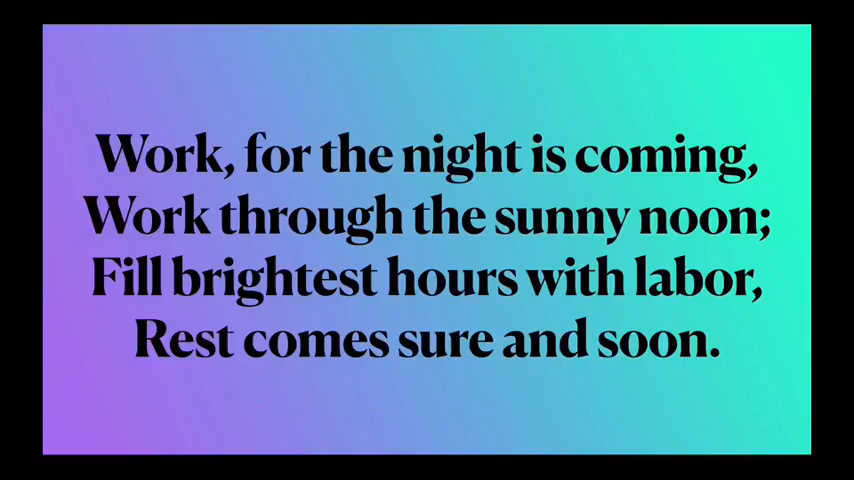 Work, for the night is coming,
Work through the sunny noon;
Fill brightest hours with labor,
Rest comes sure and soon.